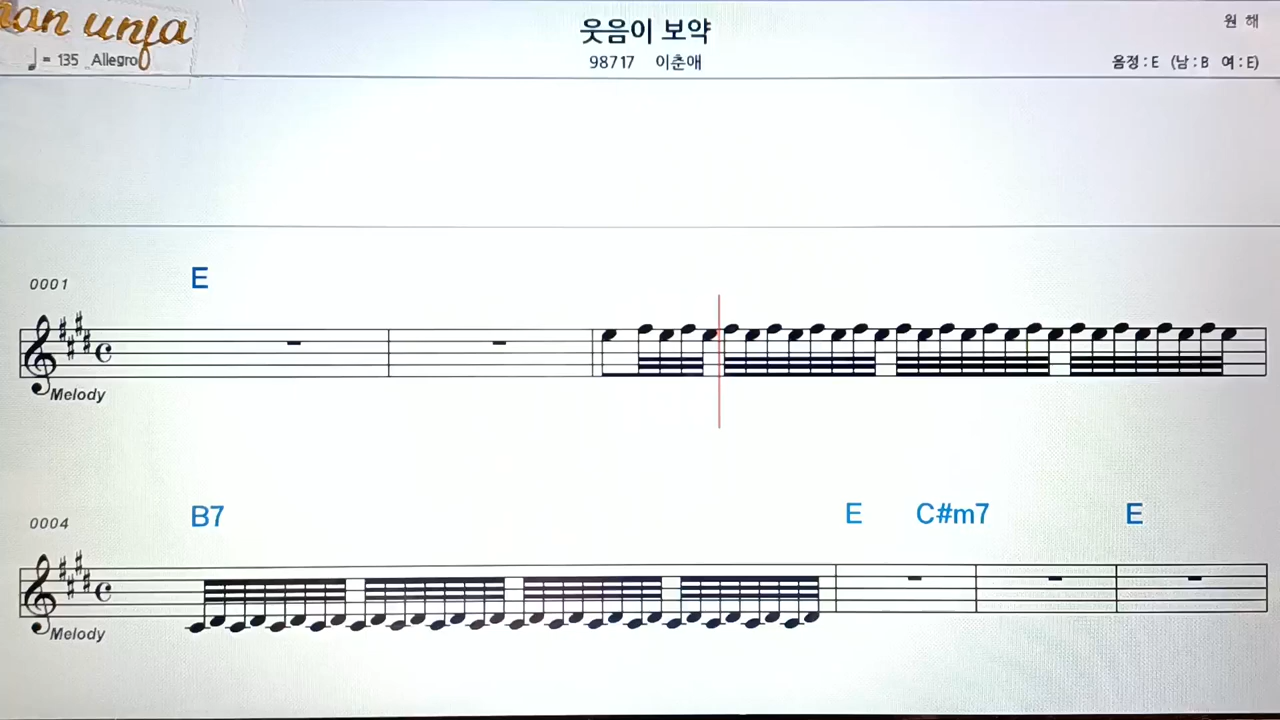 unja
웃음이 보약
원 해
♩ = 135 Allegro
98717 이춘애
음정 : E (남 : B 여 : E)
0001
E
Melody
0004
B7 E C#m7 E
Melody